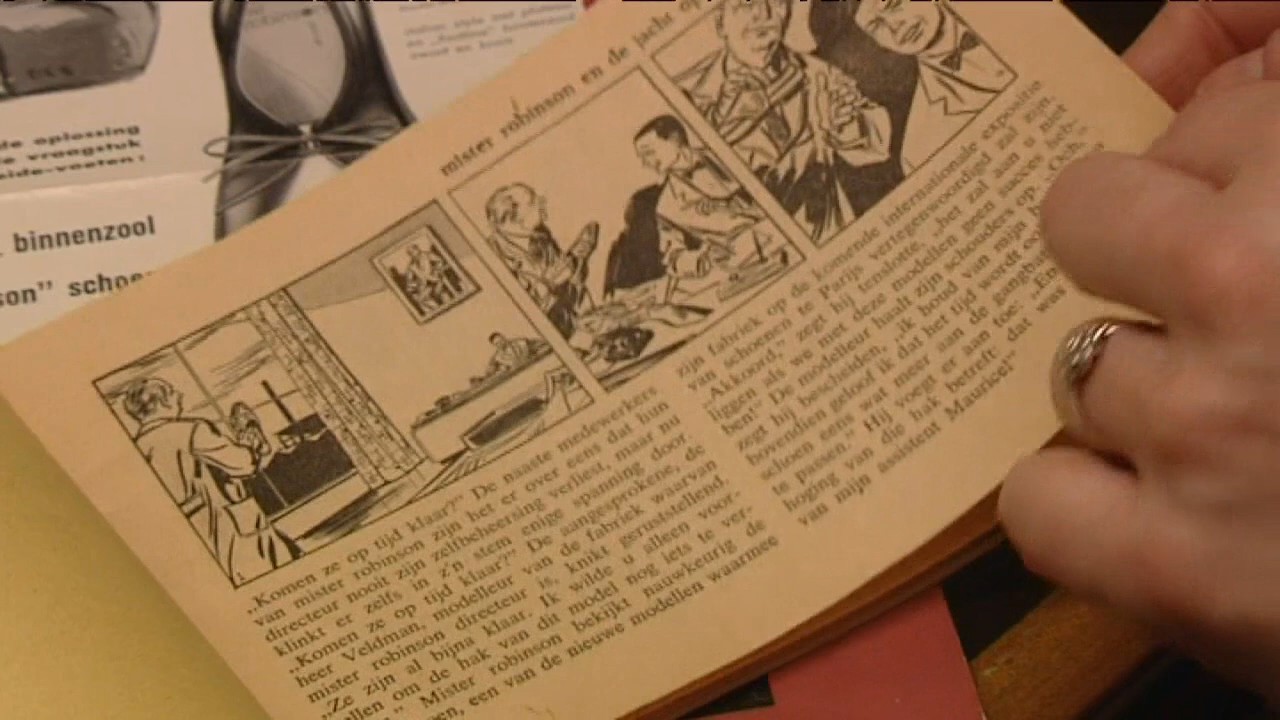 de oplossing
vraagstuk
binnenzool
son" schoe
mister robinson en de jacht op
„Komen ze op tijd klaar?" De naaste medewerkers
van mister robinson zijn het er over eens dat hun
directeur nooit zijn zelfbeheersing verliest, maar nu
klinkt er zelfs in z'n stem enige spanning door
„Komen ze op tijd klaar?" De aangesprokene, de
heer Veldman, modelleur van de fabriek waarvan
mister robinson directeur is, knikt geruststellend.
„Ze zijn al bijna klaar. Ik wilde u alleen voor-
allen om de hak van dit model nog iets te ver-
Mister robinson bekijkt nauwkeurig de
een van de nieuwe modellen waarmee
zijn fabriek op de komende internationale expositie
van schoenen te Parijs vertegenwoordigd zal zijn.
„Akkoord," zegt hij tenslotte, „het zal aan u niet
liggen als we met deze modellen geen succes heb-
ben!" De modelleur haalt zijn schouders op. „Och,"
zegt hij bescheiden, „ik houd van mijn
bovendien geloof ik dat het tijd wordt
schoen eens wat meer aan de gangba
te passen." Hij voegt er aan toe: „En
hoging van die hak betreft: dat was
van mijn assistent Maurice!"